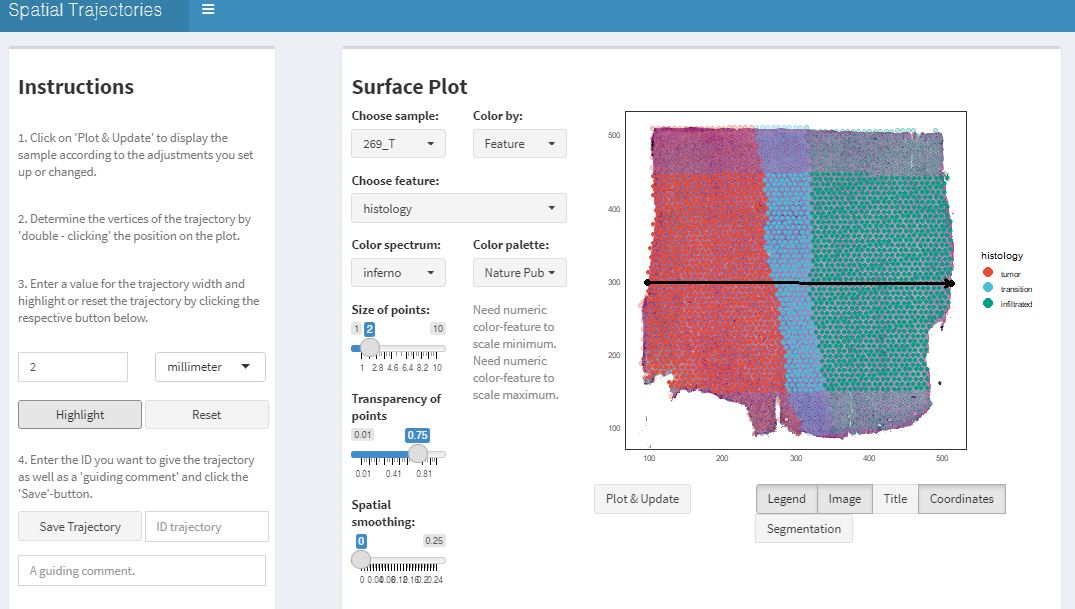 Spatial Trajectories
Instructions
1. Click on 'Plot & Update' to display the
sample according to the adjustments you set
up or changed.
2. Determine the vertices of the trajectory by
'double - clicking' the position on the plot.
3. Enter a value for the trajectory width and
highlight or reset the trajectory by clicking the
respective button below.
2
millimeter
Highlight
Reset
4. Enter the ID you want to give the trajectory
as well as a 'guiding comment' and click the
'Save'-button.
Save Trajectory
ID trajectory
A guiding comment.
Surface Plot
Choose sample:
Color by:
269_T
Feature
Choose feature:
histology
Color spectrum:
Color palette:
inferno
Nature Pub
Size of points:
1 2 10
1 2.8 4.6 6.4 8.2 10
Need numeric
color-feature to
scale minimum.
Need numeric
color-feature to
scale maximum.
Transparency of
points
0.01 0.75
0.01 0.41 0.81
Spatial
smoothing:
0 0.25
0 0.04 0.08 0.12 0.16 0.2 0.24
500
400
300
200
100
100 200 300 400 500
histology
tumor
transition
infiltrated
Plot & Update
Legend
Image
Title
Coordinates
Segmentation